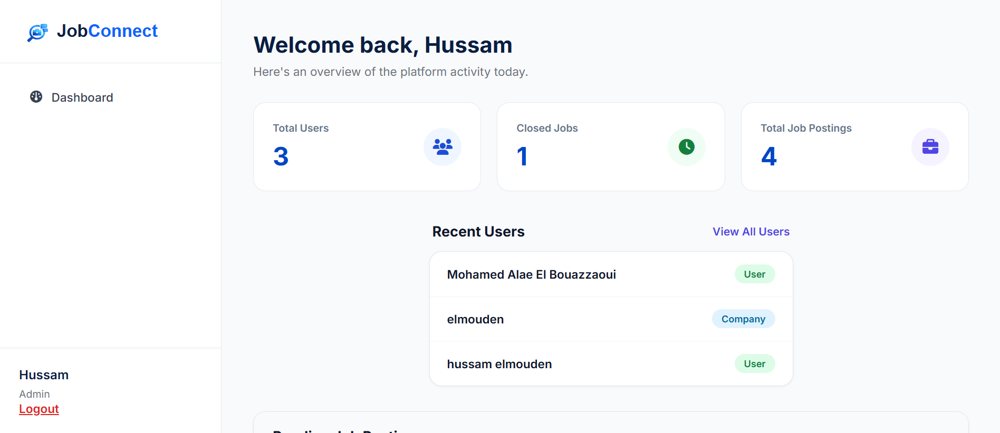 JobConnect
Dashboard
Hussam
Admin
Logout
Welcome back, Hussam
Here's an overview of the platform activity today.
Total Users
3
Closed Jobs
1
Total Job Postings
4
Recent Users
View All Users
Mohamed Alae El Bouazzaoui
User
elmouden
Company
hussam elmouden
User